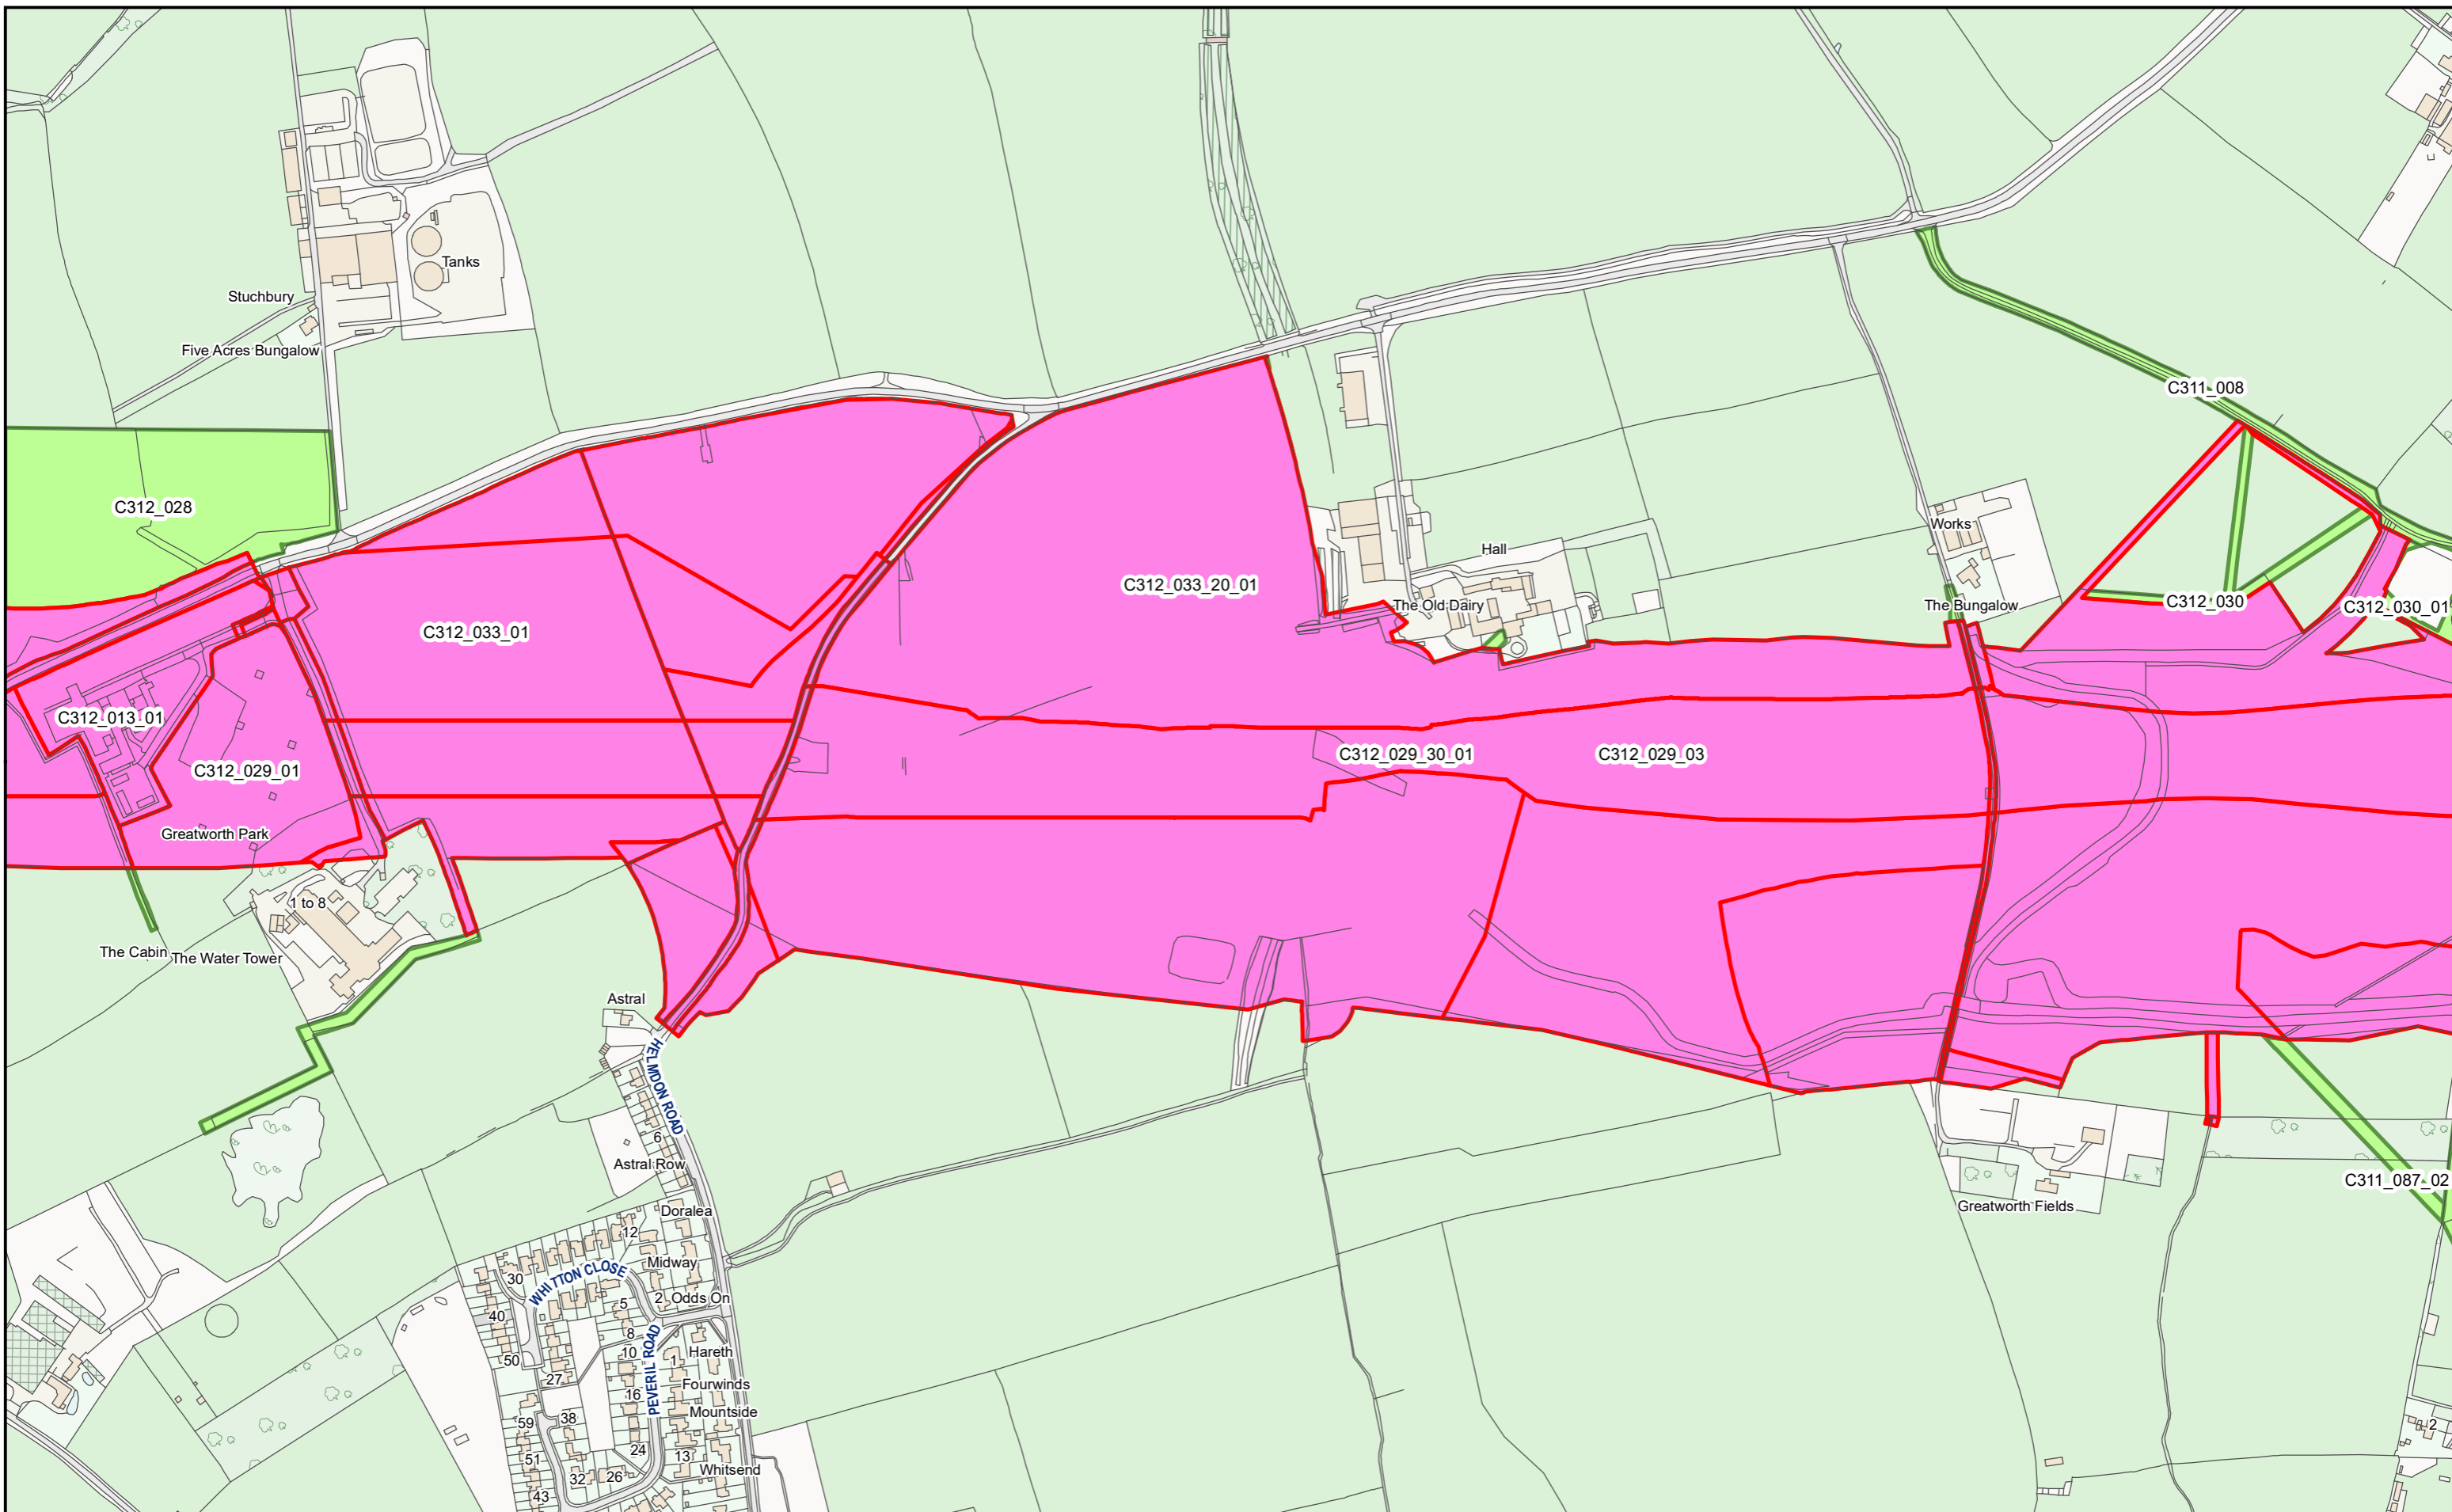 Tanks
Stuchbury
Five Acres Bungalow
C311_008
C312_028
Works
Hall
C312_033_20_01
The Old Dairy
The Bungalow
C312_030
C312_030_01
C312_033_01
C312_013_01
C312_029_01
C312_029_30_01
C312_029_03
Greatworth Park
1 to 8
The Cabin
The Water Tower
Astral
HELMDON ROAD
6
Astral Row
C311_087_02
Greatworth Fields
Doralea
12
Midway
30
WHITTON CLOSE
5
2
Odds On
40
8
PEVERIL ROAD
10
1
Hareth
50
27
16
Fourwinds
38
Mountside
59
24
13
51
32
26
Whitsend
43
2